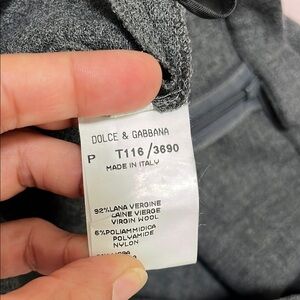 DOLCE & GABBANA
P T116/3690
MADE IN ITALY
92%LANA VERGINE
LAINE VIERGE
VIRGIN WOOL
6%POLIAMMIDICA
POLYAMIDE
NYLON